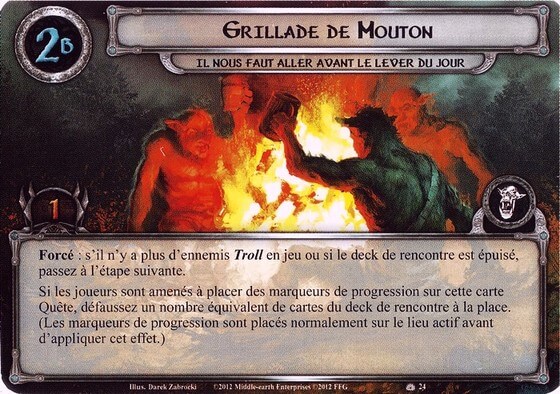 2B
GRILLADE DE MOUTON
IL NOUS FAUT ALLER AVANT LE LEVER DU JOUR
1
Forcé : s'il n'y a plus d'ennemis Troll en jeu ou si le deck de rencontre est épuisé,
passez à l'étape suivante.
Si les joueurs sont amenés à placer des marqueurs de progression sur cette carte
Quête, défaussez un nombre équivalent de cartes du deck de rencontre à la place.
(Les marqueurs de progression sont placés normalement sur le lieu actif avant
d'appliquer cet effet.)
Illus. Darek Zabrocki ©2012 Middle-earth Enterprises ©2012 FFG 24